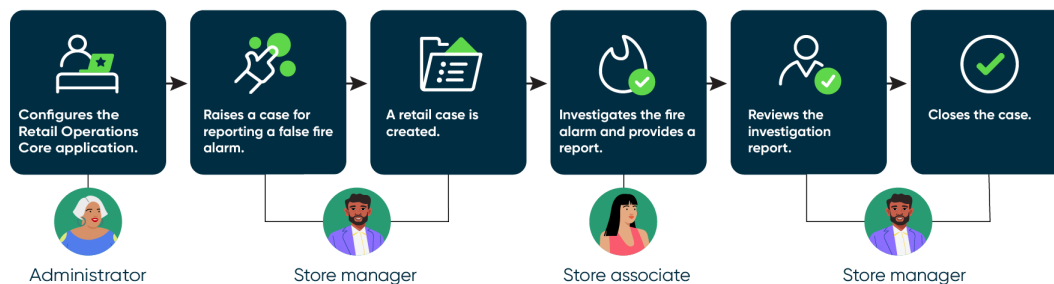 Configures the
Retail Operations
Core application.
Raises a case for
reporting a false fire
alarm.
A retail case is
created.
Investigates the fire
alarm and provides a
report.
Reviews the
investigation
report.
Closes the case.
Administrator
Store manager
Store associate
Store manager